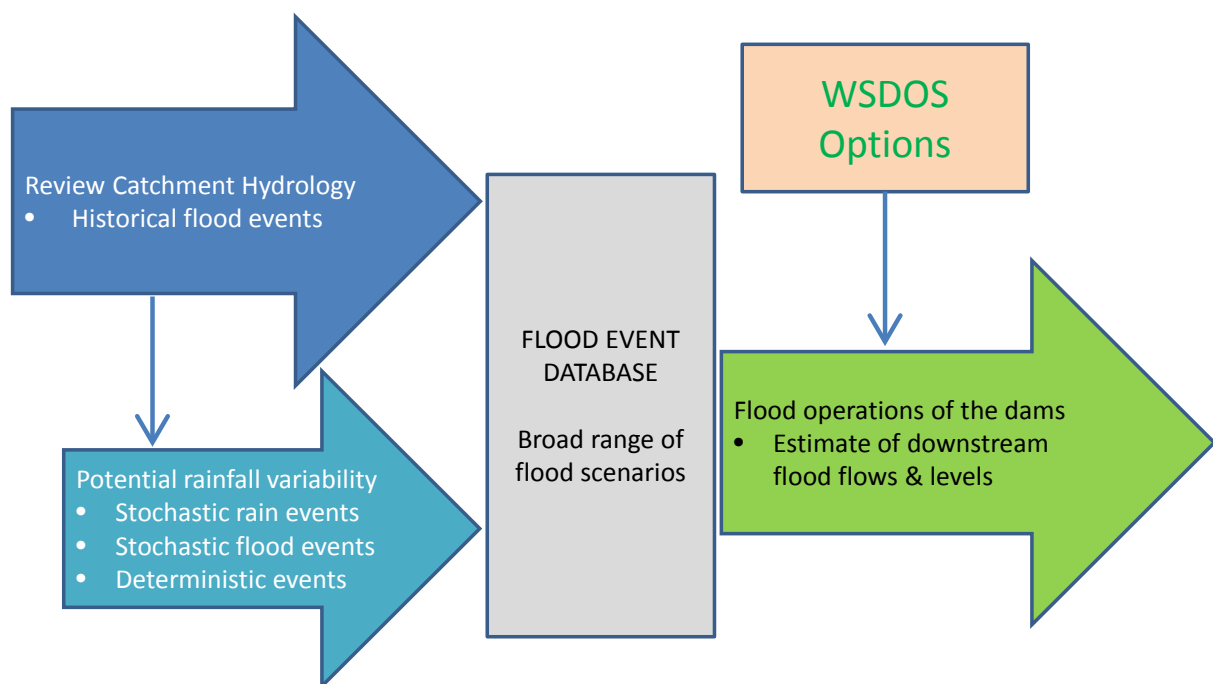 Review Catchment Hydrology
• Historical flood events
Potential rainfall variability
• Stochastic rain events
• Stochastic flood events
• Deterministic events
FLOOD EVENT
DATABASE
Broad range of
flood scenarios
WSDOS
Options
Flood operations of the dams
• Estimate of downstream
flood flows & levels